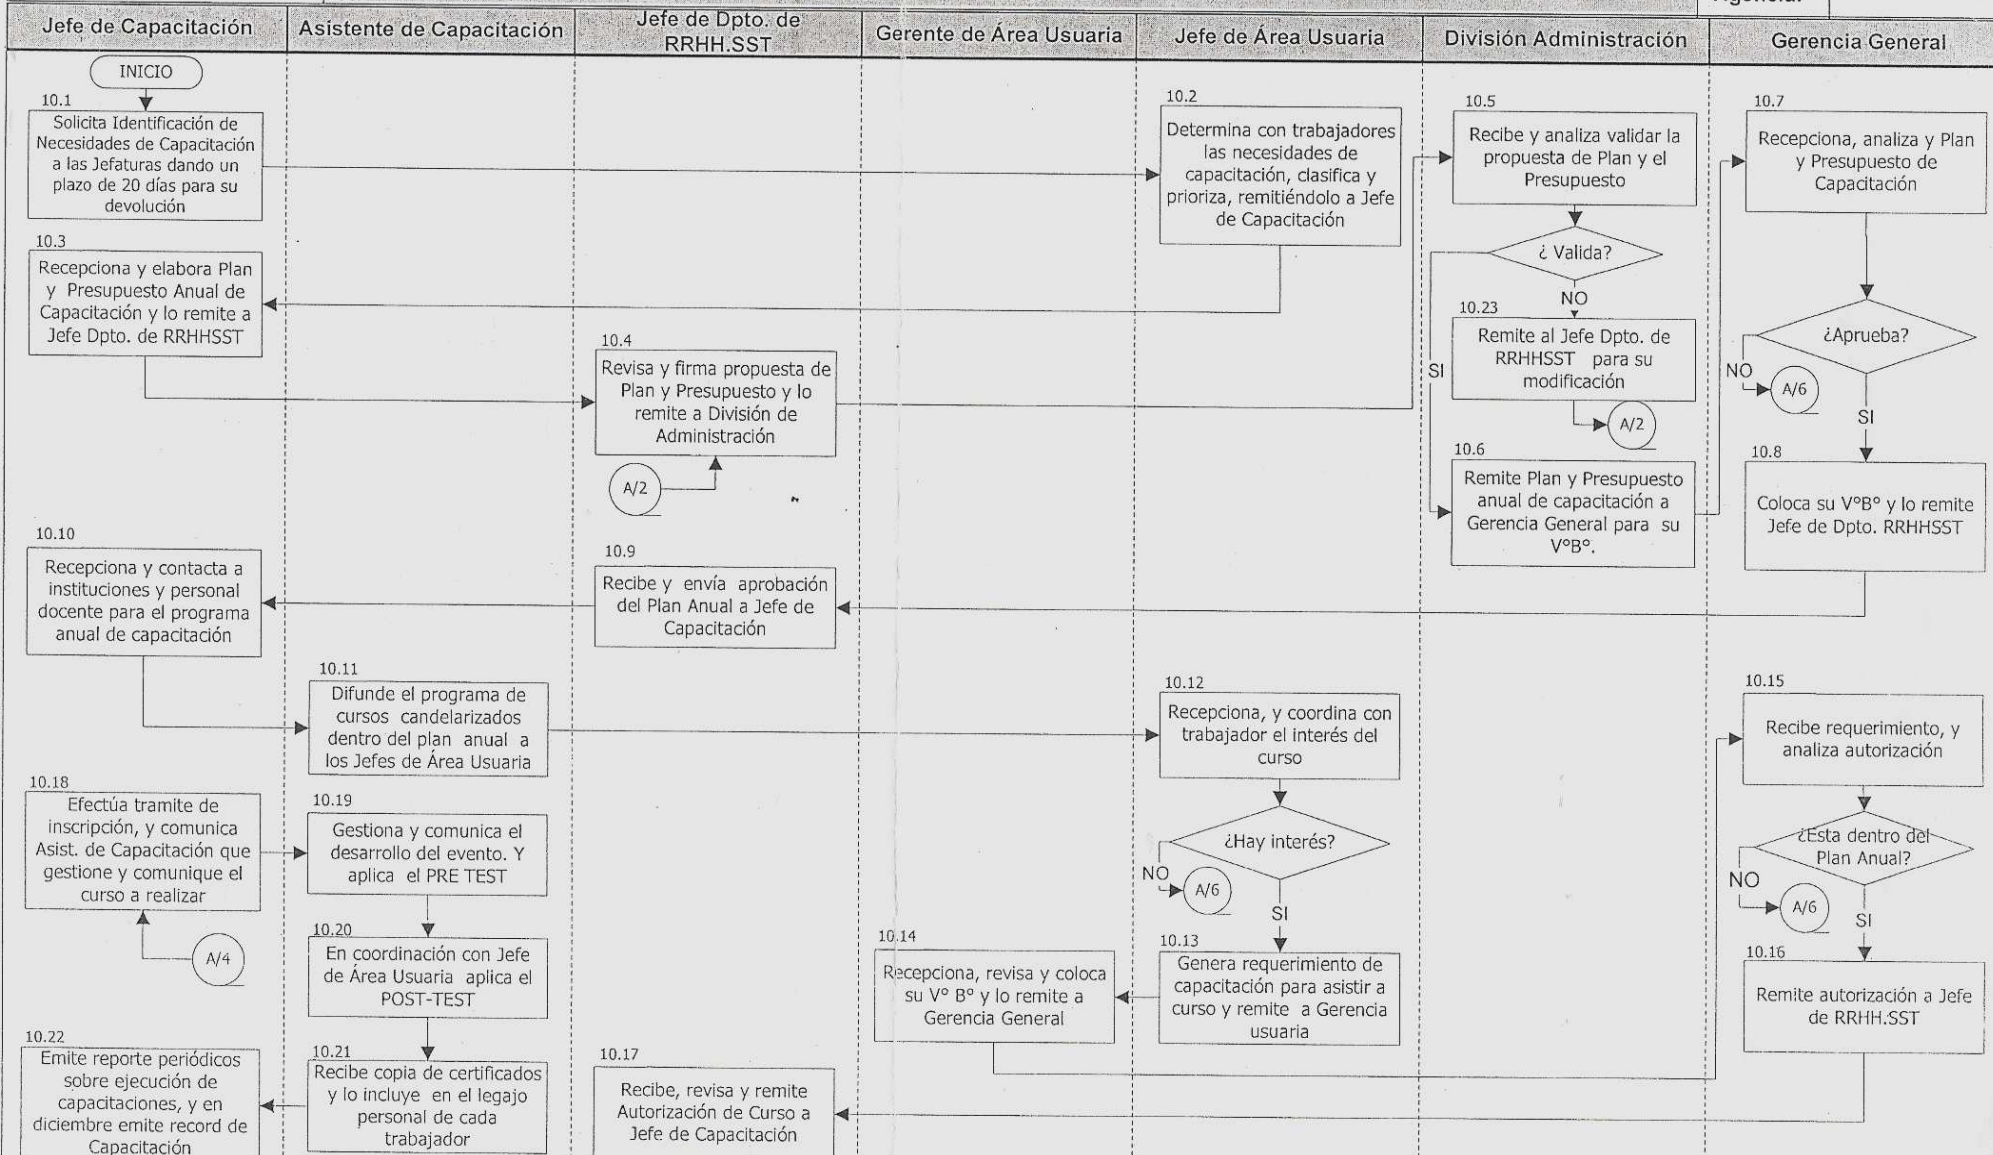 Agencia:
Jefe de Capacitación
Asistente de Capacitación
Jefe de Dpto. de
RRHH.SST
Gerente de Área Usuaria
Jefe de Área Usuaria
División Administración
Gerencia General
INICIO
10.1
Solicita Identificación de
Necesidades de Capacitación
a las Jefaturas dando un
plazo de 20 días para su
devolución
10.2
Determina con trabajadores
las necesidades de
capacitación, clasifica y
prioriza, remitiéndolo a Jefe
de Capacitación
10.5
Recibe y analiza validar la
propuesta de Plan y el
Presupuesto
10.7
Recepciona, analiza y Plan
y Presupuesto de
Capacitación
10.3
Recepciona y elabora Plan
y Presupuesto Anual de
Capacitación y lo remite a
Jefe Dpto. de RRHHSST
¿ Valida?
NO
SI
10.23
Remite al Jefe Dpto. de
RRHHSST para su
modificación
A/2
¿Aprueba?
NO
A/6
SI
10.4
Revisa y firma propuesta de
Plan y Presupuesto y lo
remite a División de
Administración
A/2
10.6
Remite Plan y Presupuesto
anual de capacitación a
Gerencia General para su
V°B°.
10.8
Coloca su V°B° y lo remite
Jefe de Dpto. RRHHSST
10.10
Recepciona y contacta a
instituciones y personal
docente para el programa
anual de capacitación
10.9
Recibe y envía aprobación
del Plan Anual a Jefe de
Capacitación
10.11
Difunde el programa de
cursos candelarizados
dentro del plan anual a
los Jefes de Área Usuaria
10.12
Recepciona, y coordina con
trabajador el interés del
curso
10.15
Recibe requerimiento, y
analiza autorización
10.18
Efectúa tramite de
inscripción, y comunica
Asist. de Capacitación que
gestione y comunique el
curso a realizar
A/4
10.19
Gestiona y comunica el
desarrollo del evento. Y
aplica el PRE TEST
¿Hay interés?
NO
A/6
SI
¿Esta dentro del
Plan Anual?
NO
A/6
SI
10.20
En coordinación con Jefe
de Área Usuaria aplica el
POST-TEST
10.14
Recepciona, revisa y coloca
su V° B° y lo remite a
Gerencia General
10.13
Genera requerimiento de
capacitación para asistir a
curso y remite a Gerencia
usuaria
10.16
Remite autorización a Jefe
de RRHH.SST
10.22
Emite reporte periódicos
sobre ejecución de
capacitaciones, y en
diciembre emite record de
Capacitación
10.21
Recibe copia de certificados
y lo incluye en el legajo
personal de cada
trabajador
10.17
Recibe, revisa y remite
Autorización de Curso a
Jefe de Capacitación